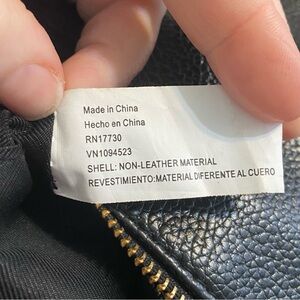 Made in China
Hecho en China
RN17730
VN1094523
SHELL: NON-LEATHER MATERIAL
REVESTIMIENTO:MATERIAL DIFERENTE AL CUERO